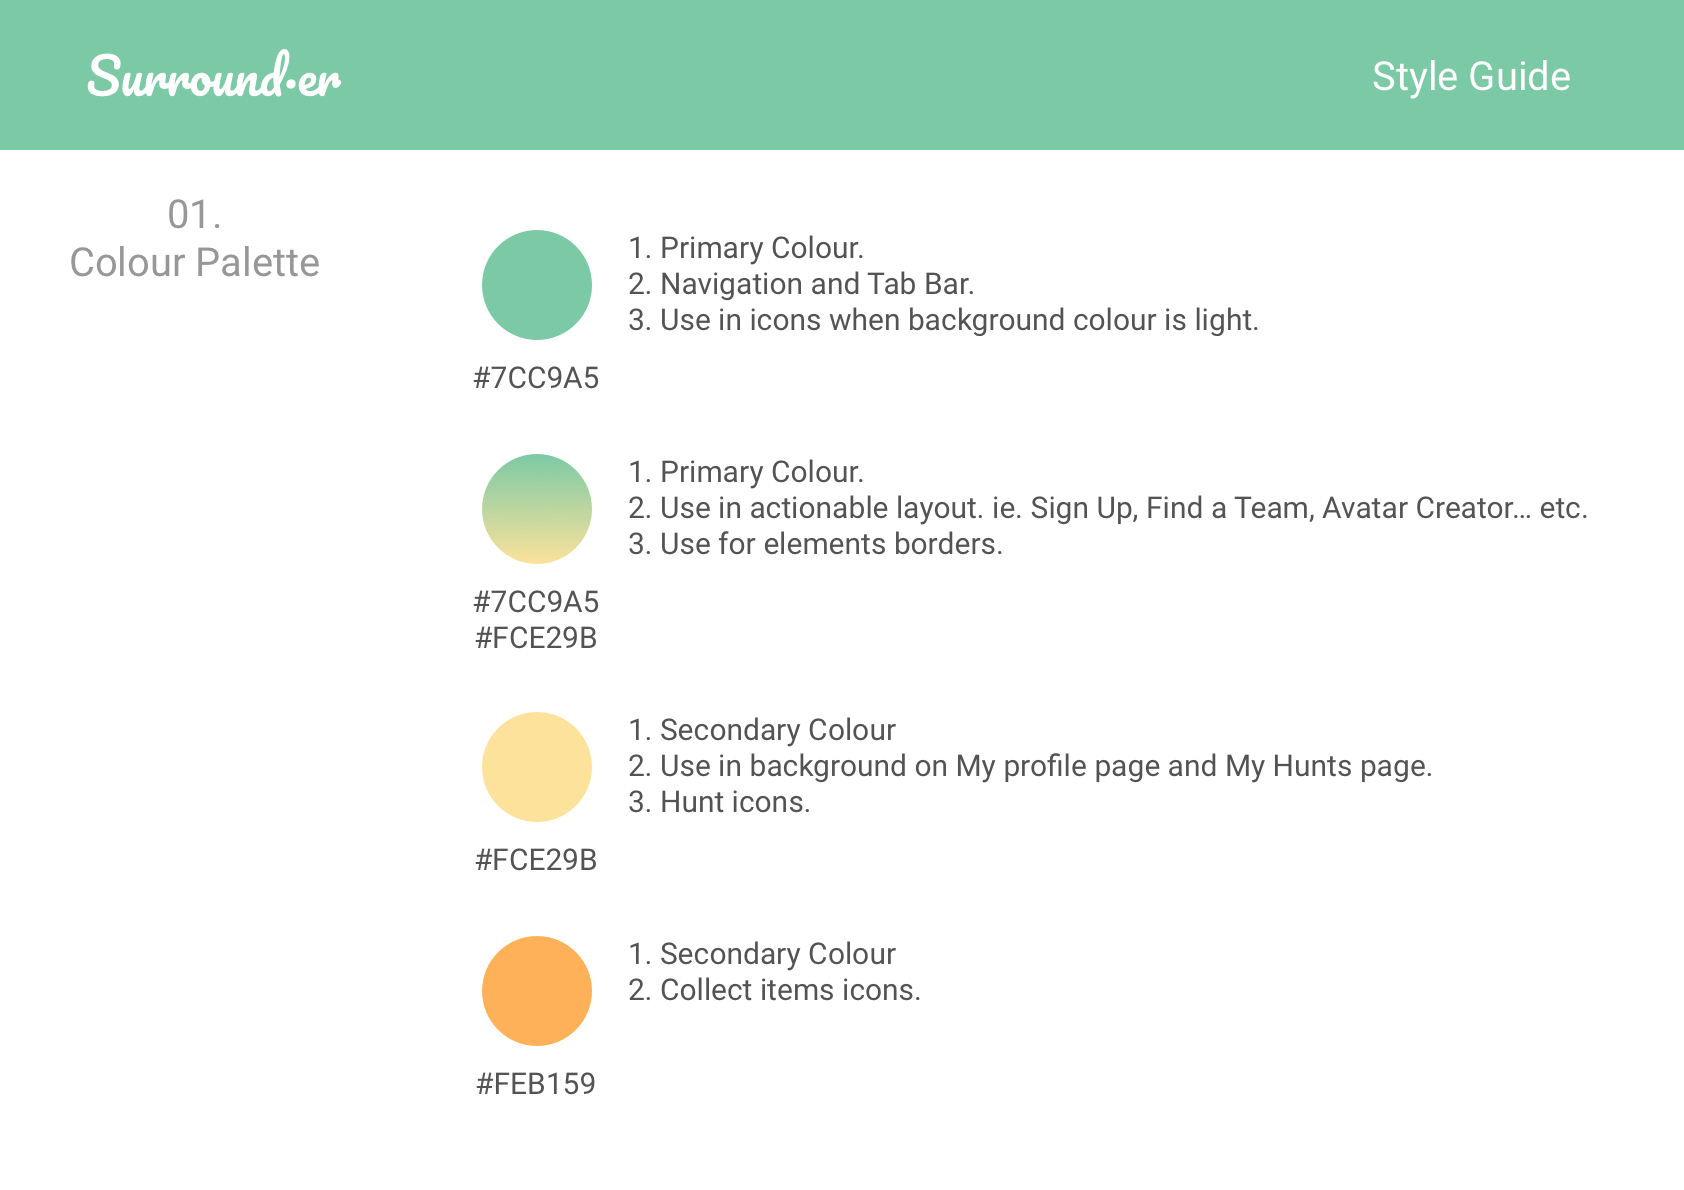 Surround·er
Style Guide
01.
Colour Palette
1. Primary Colour.
2. Navigation and Tab Bar.
3. Use in icons when background colour is light.
#7CC9A5
1. Primary Colour.
2. Use in actionable layout. ie. Sign Up, Find a Team, Avatar Creator... etc.
3. Use for elements borders.
#7CC9A5
#FCE29B
1. Secondary Colour
2. Use in background on My profile page and My Hunts page.
3. Hunt icons.
#FCE29B
1. Secondary Colour
2. Collect items icons.
#FEB159